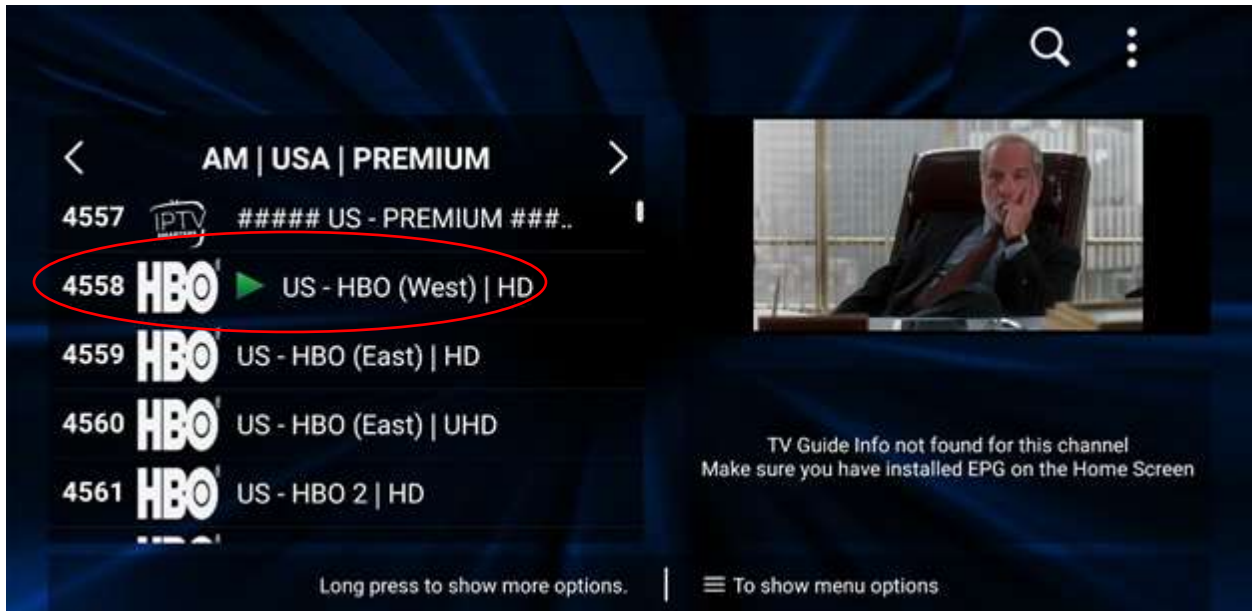 AM | USA | PREMIUM
4557 IPTV SMARTERS ##### US - PREMIUM ###..
4558 HBO US - HBO (West) | HD
4559 HBO US - HBO (East) | HD
4560 HBO US - HBO (East) | UHD
4561 HBO US - HBO 2 | HD
TV Guide Info not found for this channel
Make sure you have installed EPG on the Home Screen
Long press to show more options.
To show menu options